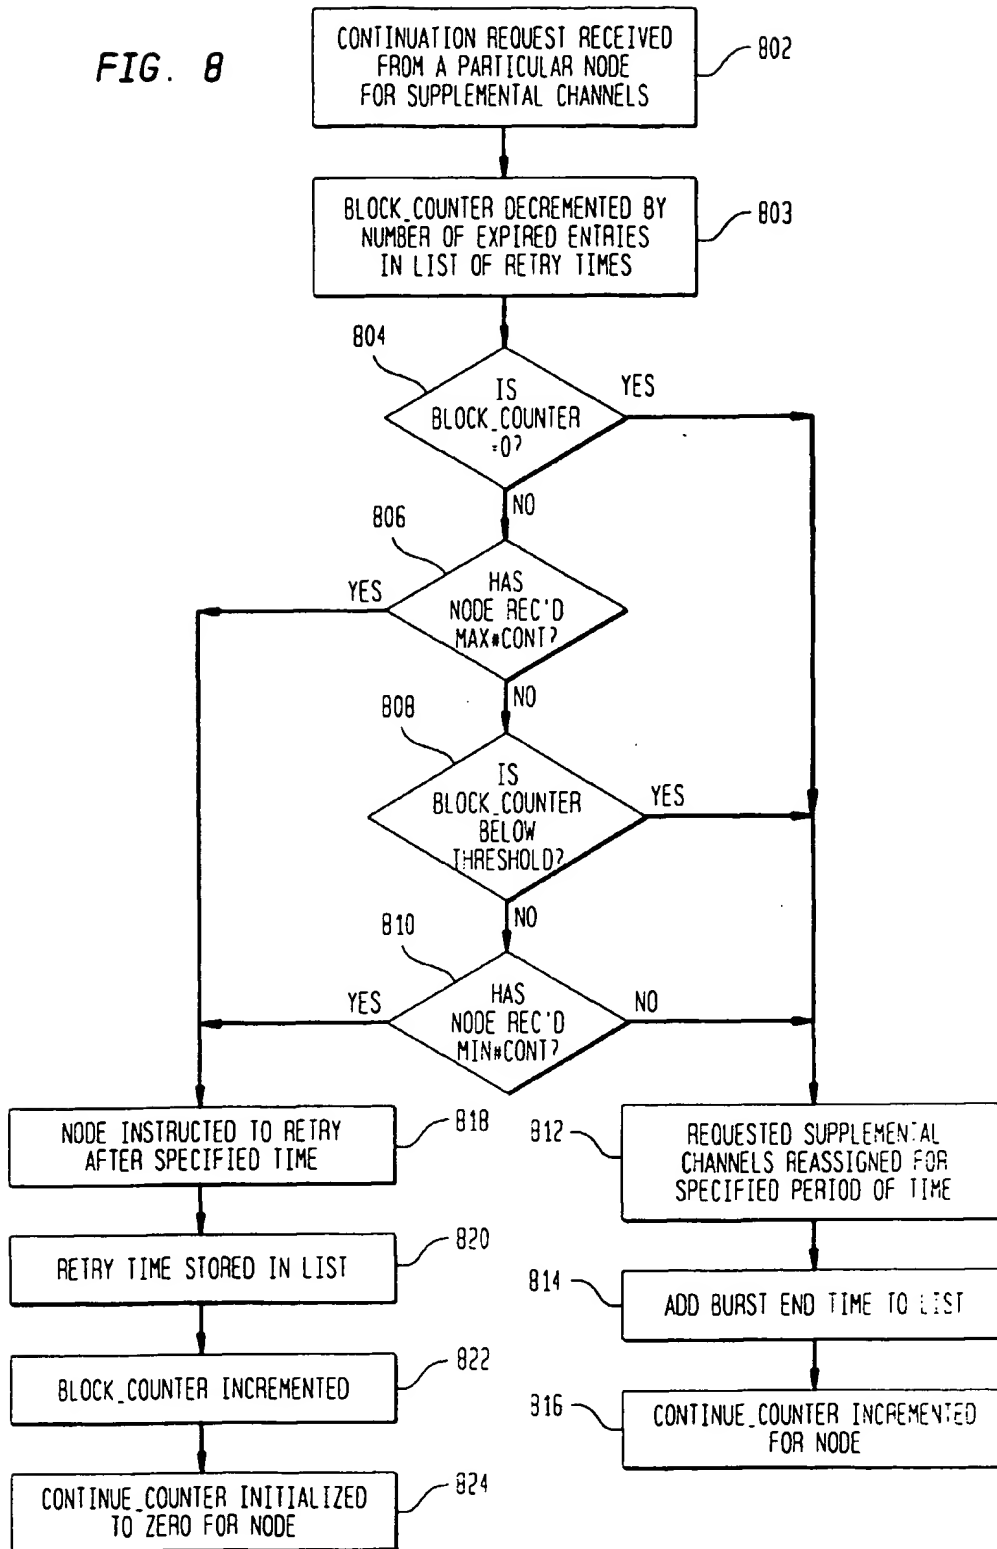 FIG. 8
CONTINUATION REQUEST RECEIVED
FROM A PARTICULAR NODE
FOR SUPPLEMENTAL CHANNELS
802
BLOCK_COUNTER DECREMENTED BY
NUMBER OF EXPIRED ENTRIES
IN LIST OF RETRY TIMES
803
804
IS
BLOCK_COUNTER
=0?
YES
NO
806
HAS
NODE REC'D
MAX#CONT?
YES
NO
808
IS
BLOCK_COUNTER
BELOW
THRESHOLD?
YES
NO
810
HAS
NODE REC'D
MIN#CONT?
YES
NO
NODE INSTRUCTED TO RETRY
AFTER SPECIFIED TIME
818
RETRY TIME STORED IN LIST
820
BLOCK_COUNTER INCREMENTED
822
CONTINUE_COUNTER INITIALIZED
TO ZERO FOR NODE
824
812
REQUESTED SUPPLEMENTAL
CHANNELS REASSIGNED FOR
SPECIFIED PERIOD OF TIME
814
ADD BURST END TIME TO LIST
816
CONTINUE_COUNTER INCREMENTED
FOR NODE